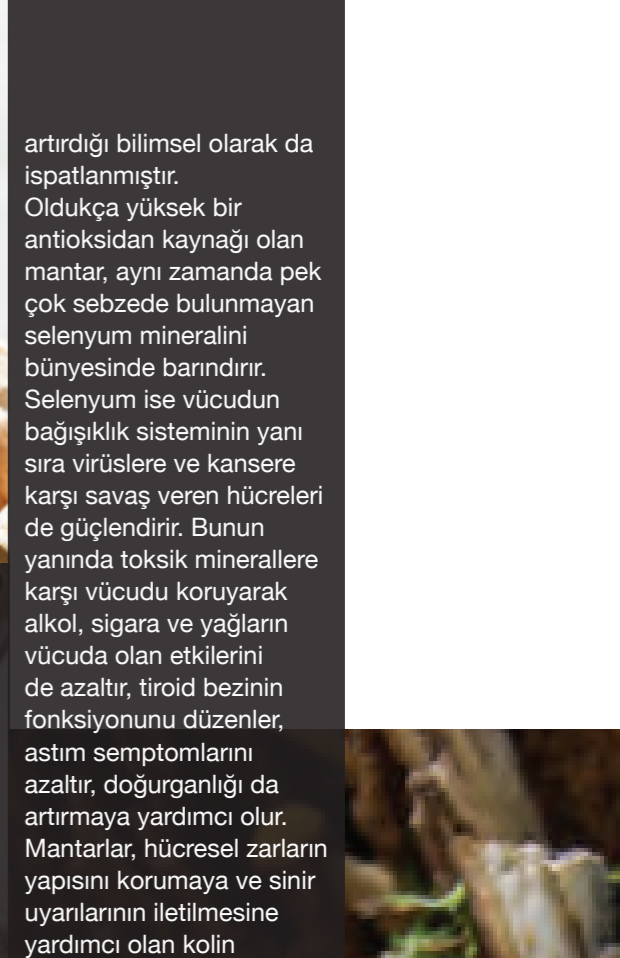 artırdığı bilimsel olarak da
ispatlanmıştır.
Oldukça yüksek bir
antioksidan kaynağı olan
mantar, aynı zamanda pek
çok sebzede bulunmayan
selenyum mineralini
bünyesinde barındırır.
Selenyum ise vücudun
bağışıklık sisteminin yanı
sıra virüslere ve kansere
karşı savaş veren hücreleri
de güçlendirir. Bunun
yanında toksik minerallere
karşı vücudu koruyarak
alkol, sigara ve yağların
vücuda olan etkilerini
de azaltır, tiroid bezinin
fonksiyonunu düzenler,
astım semptomlarını
azaltır, doğurganlığı da
artırmaya yardımcı olur.
Mantarlar, hücresel zarların
yapısını korumaya ve sinir
uyarılarının iletilmesine
yardımcı olan kolin